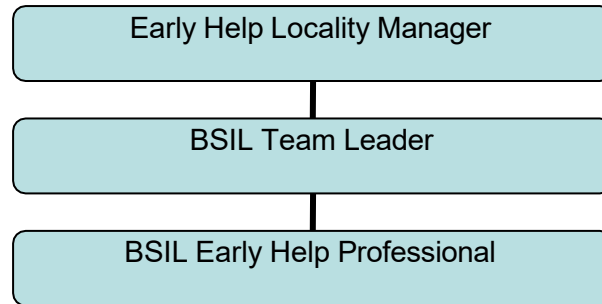 Early Help Locality Manager
BSIL Team Leader
BSIL Early Help Professional